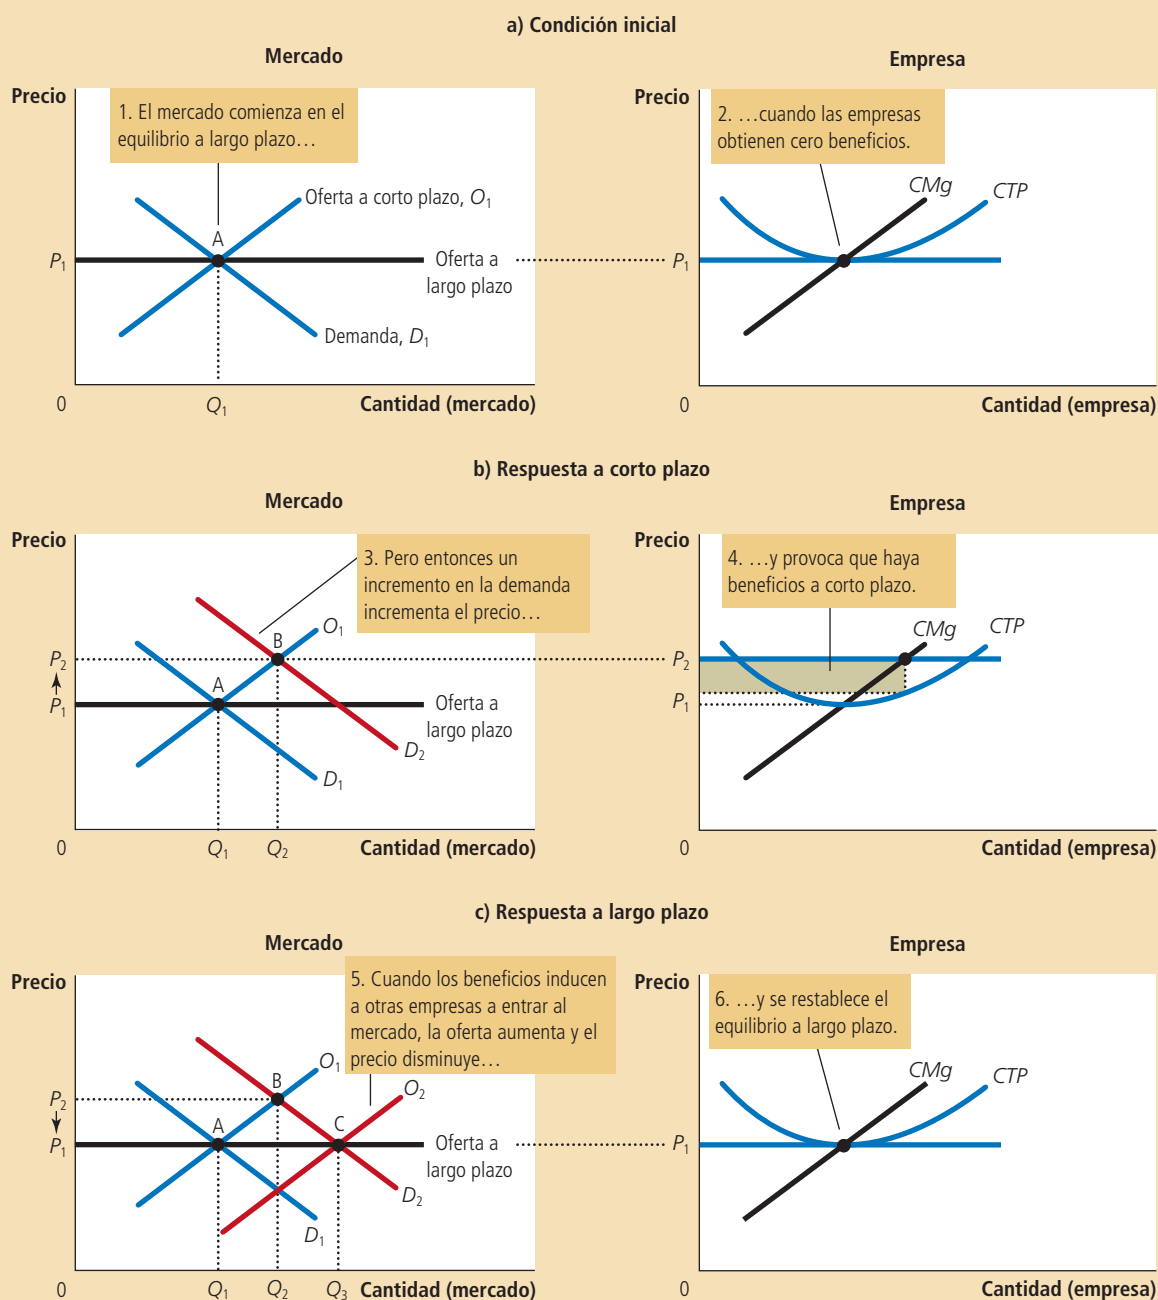 a) Condición inicial
Mercado
Empresa
Precio
1. El mercado comienza en el
equilibrio a largo plazo…
Oferta a corto plazo, O1
A
P1
Oferta a
largo plazo
Demanda, D1
0
Q1
Cantidad (mercado)
Precio
2. …cuando las empresas
obtienen cero beneficios.
CMg
CTP
P1
0
Cantidad (empresa)
b) Respuesta a corto plazo
Mercado
Empresa
Precio
3. Pero entonces un
incremento en la demanda
incrementa el precio…
O1
B
P2
A
P1
Oferta a
largo plazo
D2
D1
0
Q1
Q2
Cantidad (mercado)
Precio
4. …y provoca que haya
beneficios a corto plazo.
CMg
CTP
P2
P1
0
Cantidad (empresa)
c) Respuesta a largo plazo
Mercado
Empresa
Precio
5. Cuando los beneficios inducen
a otras empresas a entrar al
mercado, la oferta aumenta y el
precio disminuye…
O1
O2
B
P2
A
C
P1
Oferta a
largo plazo
D2
D1
0
Q1
Q2
Q3
Cantidad (mercado)
Precio
6. …y se restablece el
equilibrio a largo plazo.
CMg
CTP
P1
0
Cantidad (empresa)